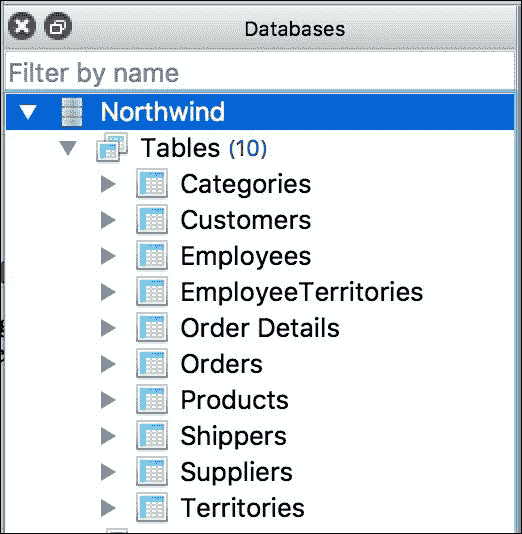 Databases
Filter by name
Northwind
Tables (10)
Categories
Customers
Employees
EmployeeTerritories
Order Details
Orders
Products
Shippers
Suppliers
Territories